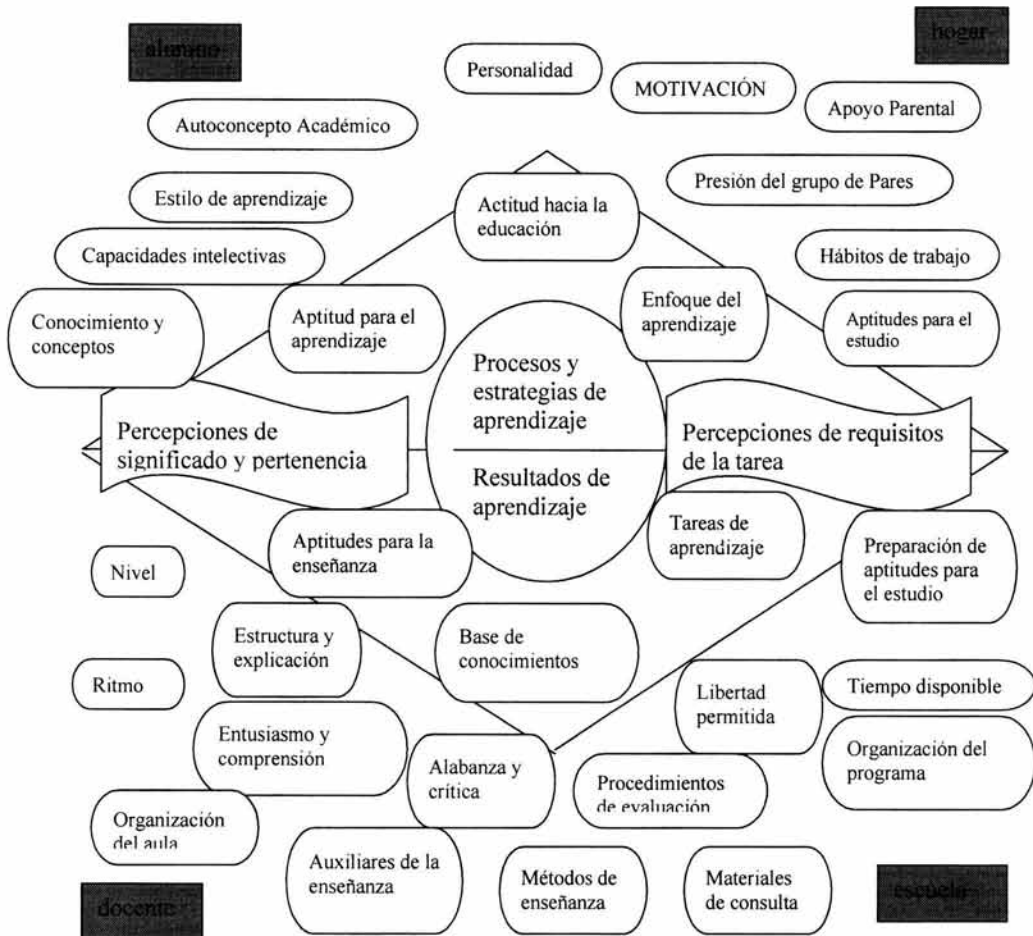 alumno
hogar
Personalidad
MOTIVACIÓN
Apoyo Parental
Autoconcepto Académico
Presión del grupo de Pares
Estilo de aprendizaje
Actitud hacia la
educación
Capacidades intelectivas
Hábitos de trabajo
Conocimiento y
conceptos
Aptitud para el
aprendizaje
Enfoque del
aprendizaje
Aptitudes para el
estudio
Procesos y
estrategias de
aprendizaje
Percepciones de
significado y pertenencia
Percepciones de requisitos
de la tarea
Resultados de
aprendizaje
Aptitudes para la
enseñanza
Tareas de
aprendizaje
Preparación de
aptitudes para
el estudio
Nivel
Estructura y
explicación
Base de
conocimientos
Ritmo
Libertad
permitida
Tiempo disponible
Entusiasmo y
comprensión
Alabanza y
crítica
Procedimientos
de evaluación
Organización del
programa
Organización
del aula
Auxiliares de la
enseñanza
Métodos de
enseñanza
Materiales
de consulta
docente
escuela